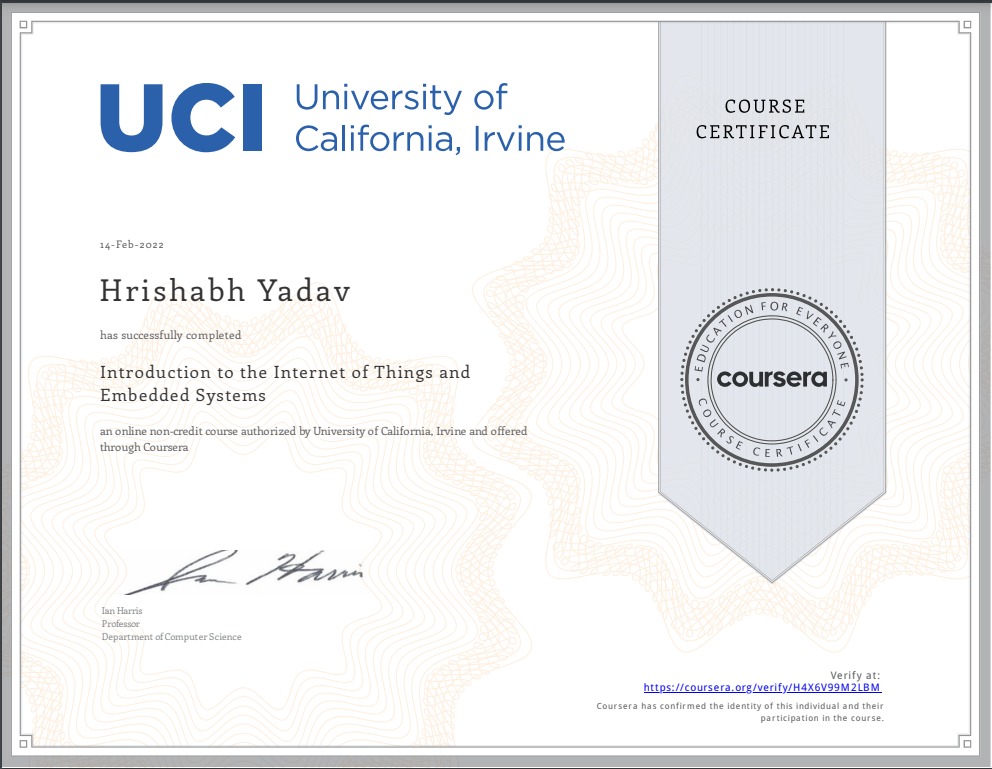 UCI
University of
California, Irvine
COURSE
CERTIFICATE
14-Feb-2022
Hrishabh Yadav
has successfully completed
Introduction to the Internet of Things and
Embedded Systems
an online non-credit course authorized by University of California, Irvine and offered
through Coursera
EDUCATION FOR EVERYONE
coursera
COURSE CERTIFICATE
Ian Harris
Ian Harris
Professor
Department of Computer Science
Verify at:
https://coursera.org/verify/H4X6V99M2LBM
Coursera has confirmed the identity of this individual and their
participation in the course.